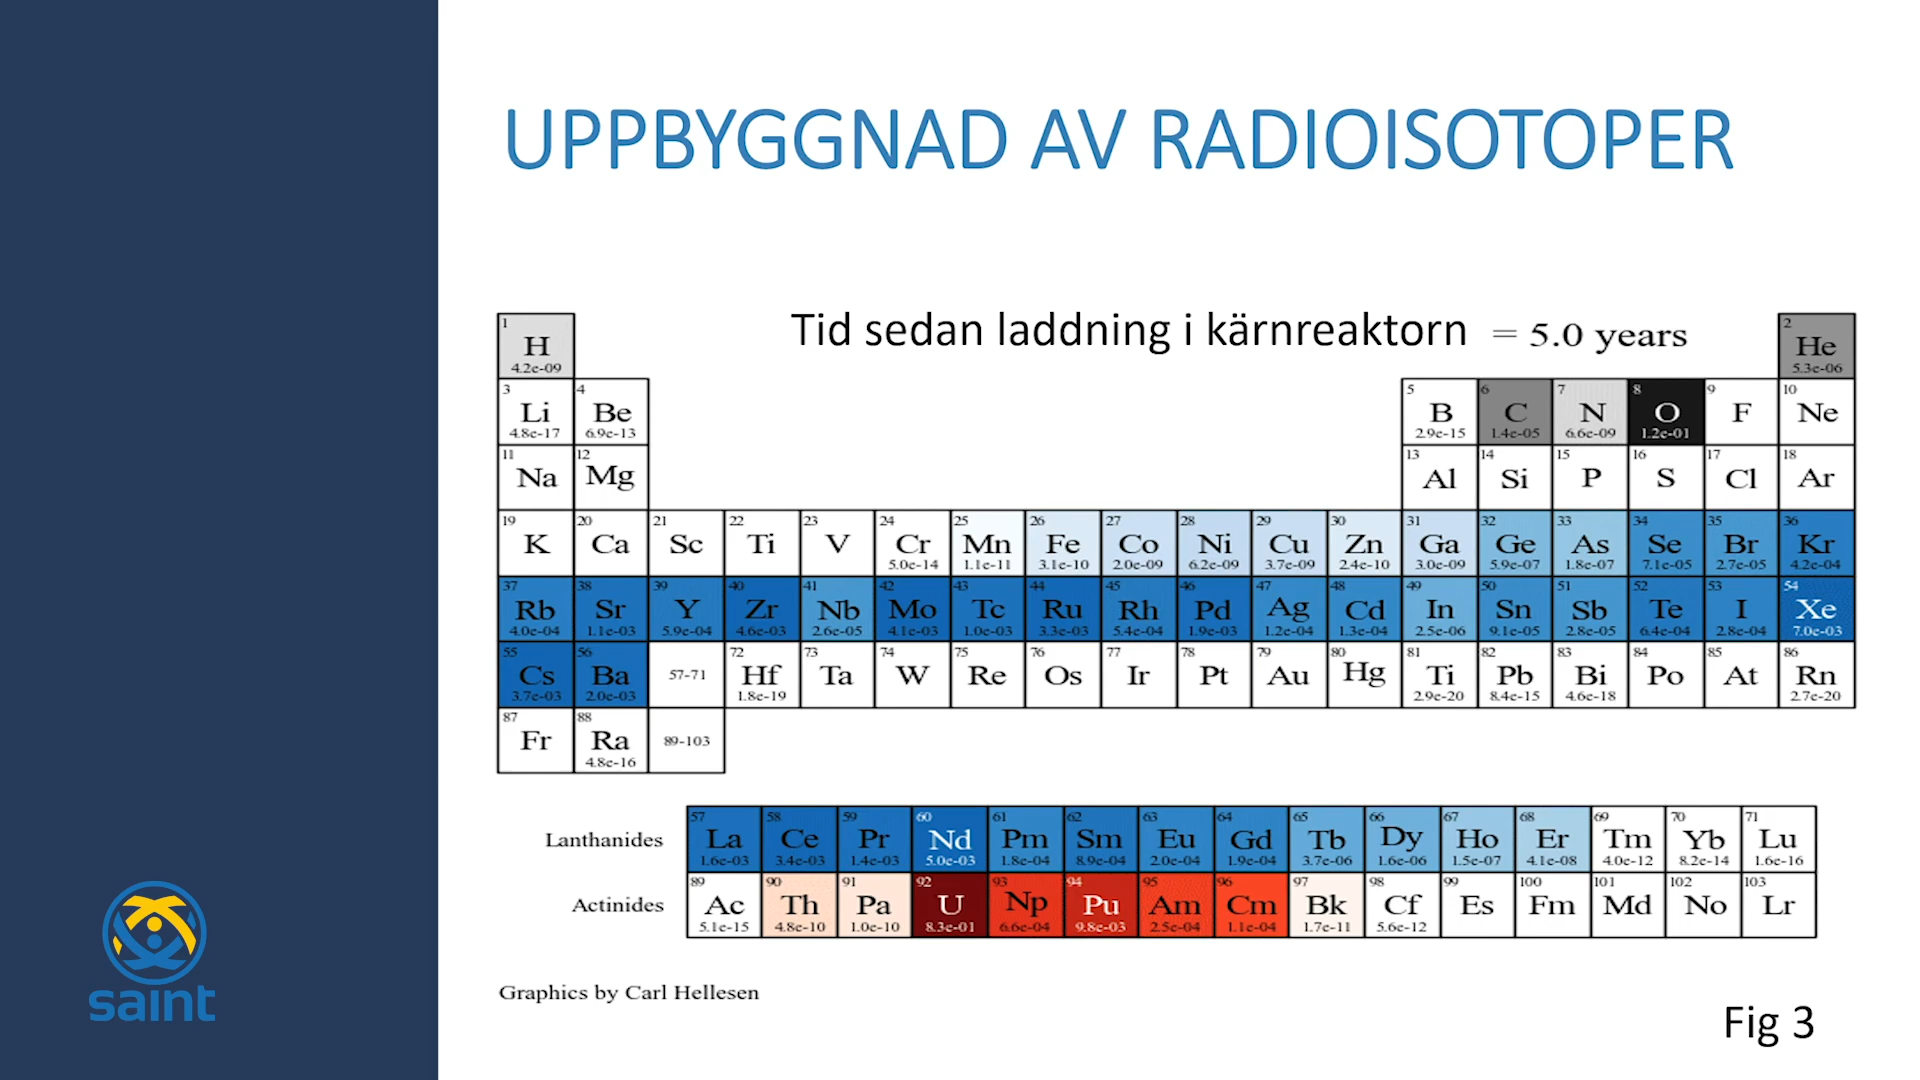 UPPBYGGNAD AV RADIOISOTOPER
Tid sedan laddning i kärnreaktorn = 5.0 years
1 H 4.2e-09 2 He 5.3e-06
3 Li 4.8e-17 4 Be 6.9e-13 5 B 2.9e-15 6 C 1.4e-05 7 N 6.6e-09 8 O 1.2e-01 9 F 10 Ne
11 Na 12 Mg 13 Al 14 Si 15 P 16 S 17 Cl 18 Ar
19 K 20 Ca 21 Sc 22 Ti 23 V 24 Cr 5.0e-14 25 Mn 1.1e-11 26 Fe 3.1e-10 27 Co 2.0e-09 28 Ni 6.2e-09 29 Cu 3.7e-09 30 Zn 2.4e-10 31 Ga 3.0e-09 32 Ge 5.9e-07 33 As 1.8e-07 34 Se 7.1e-05 35 Br 2.7e-05 36 Kr 4.2e-04
37 Rb 4.0e-04 38 Sr 1.1e-03 39 Y 5.9e-04 40 Zr 4.6e-03 41 Nb 2.6e-05 42 Mo 4.1e-03 43 Tc 1.0e-03 44 Ru 3.3e-03 45 Rh 5.4e-04 46 Pd 1.9e-03 47 Ag 1.2e-04 48 Cd 1.3e-04 49 In 2.5e-06 50 Sn 9.1e-05 51 Sb 2.8e-05 52 Te 6.4e-04 53 I 2.8e-04 54 Xe 7.0e-03
55 Cs 3.7e-03 56 Ba 2.0e-03 57-71 72 Hf 1.8e-19 73 Ta 74 W 75 Re 76 Os 77 Ir 78 Pt 79 Au 80 Hg 81 Ti 2.9e-20 82 Pb 8.4e-15 83 Bi 4.6e-18 84 Po 85 At 86 Rn 2.7e-20
87 Fr 88 Ra 4.8e-16 89-103
Lanthanides 57 La 1.6e-03 58 Ce 3.4e-03 59 Pr 1.4e-03 60 Nd 5.0e-03 61 Pm 1.8e-04 62 Sm 8.9e-04 63 Eu 2.0e-04 64 Gd 1.9e-04 65 Tb 3.7e-06 66 Dy 1.6e-06 67 Ho 1.5e-07 68 Er 4.1e-08 69 Tm 4.0e-12 70 Yb 8.2e-14 71 Lu 1.6e-16
Actinides 89 Ac 5.1e-15 90 Th 4.8e-10 91 Pa 1.0e-10 92 U 8.3e-01 93 Np 6.6e-04 94 Pu 9.8e-03 95 Am 2.5e-04 96 Cm 1.1e-04 97 Bk 1.7e-11 98 Cf 5.6e-12 99 Es 100 Fm 101 Md 102 No 103 Lr
Graphics by Carl Hellesen
saint
Fig 3